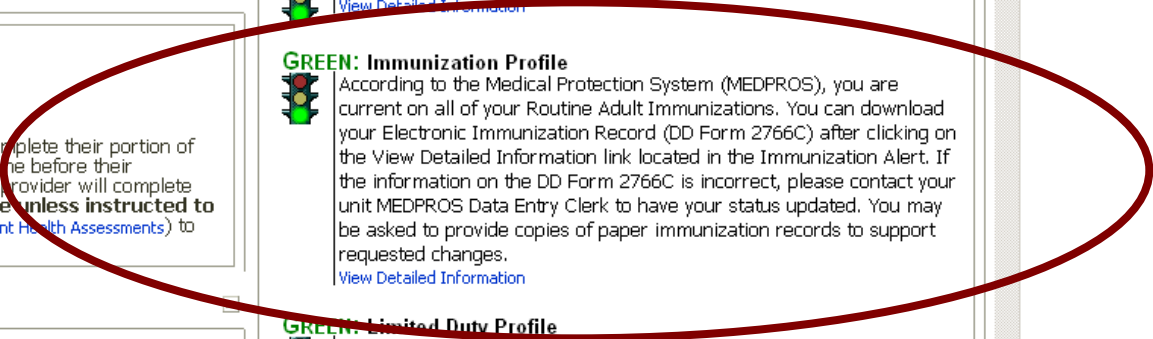 View Detailed Information
GREEN: Immunization Profile
According to the Medical Protection System (MEDPROS), you are
current on all of your Routine Adult Immunizations. You can download
your Electronic Immunization Record (DD Form 2766C) after clicking on
the View Detailed Information link located in the Immunization Alert. If
the information on the DD Form 2766C is incorrect, please contact your
unit MEDPROS Data Entry Clerk to have your status updated. You may
be asked to provide copies of paper immunization records to support
requested changes.
View Detailed Information
GREEN: Limited Duty Profile
plete their portion of
before their
provider will complete
unless instructed to
Health Assessments) to